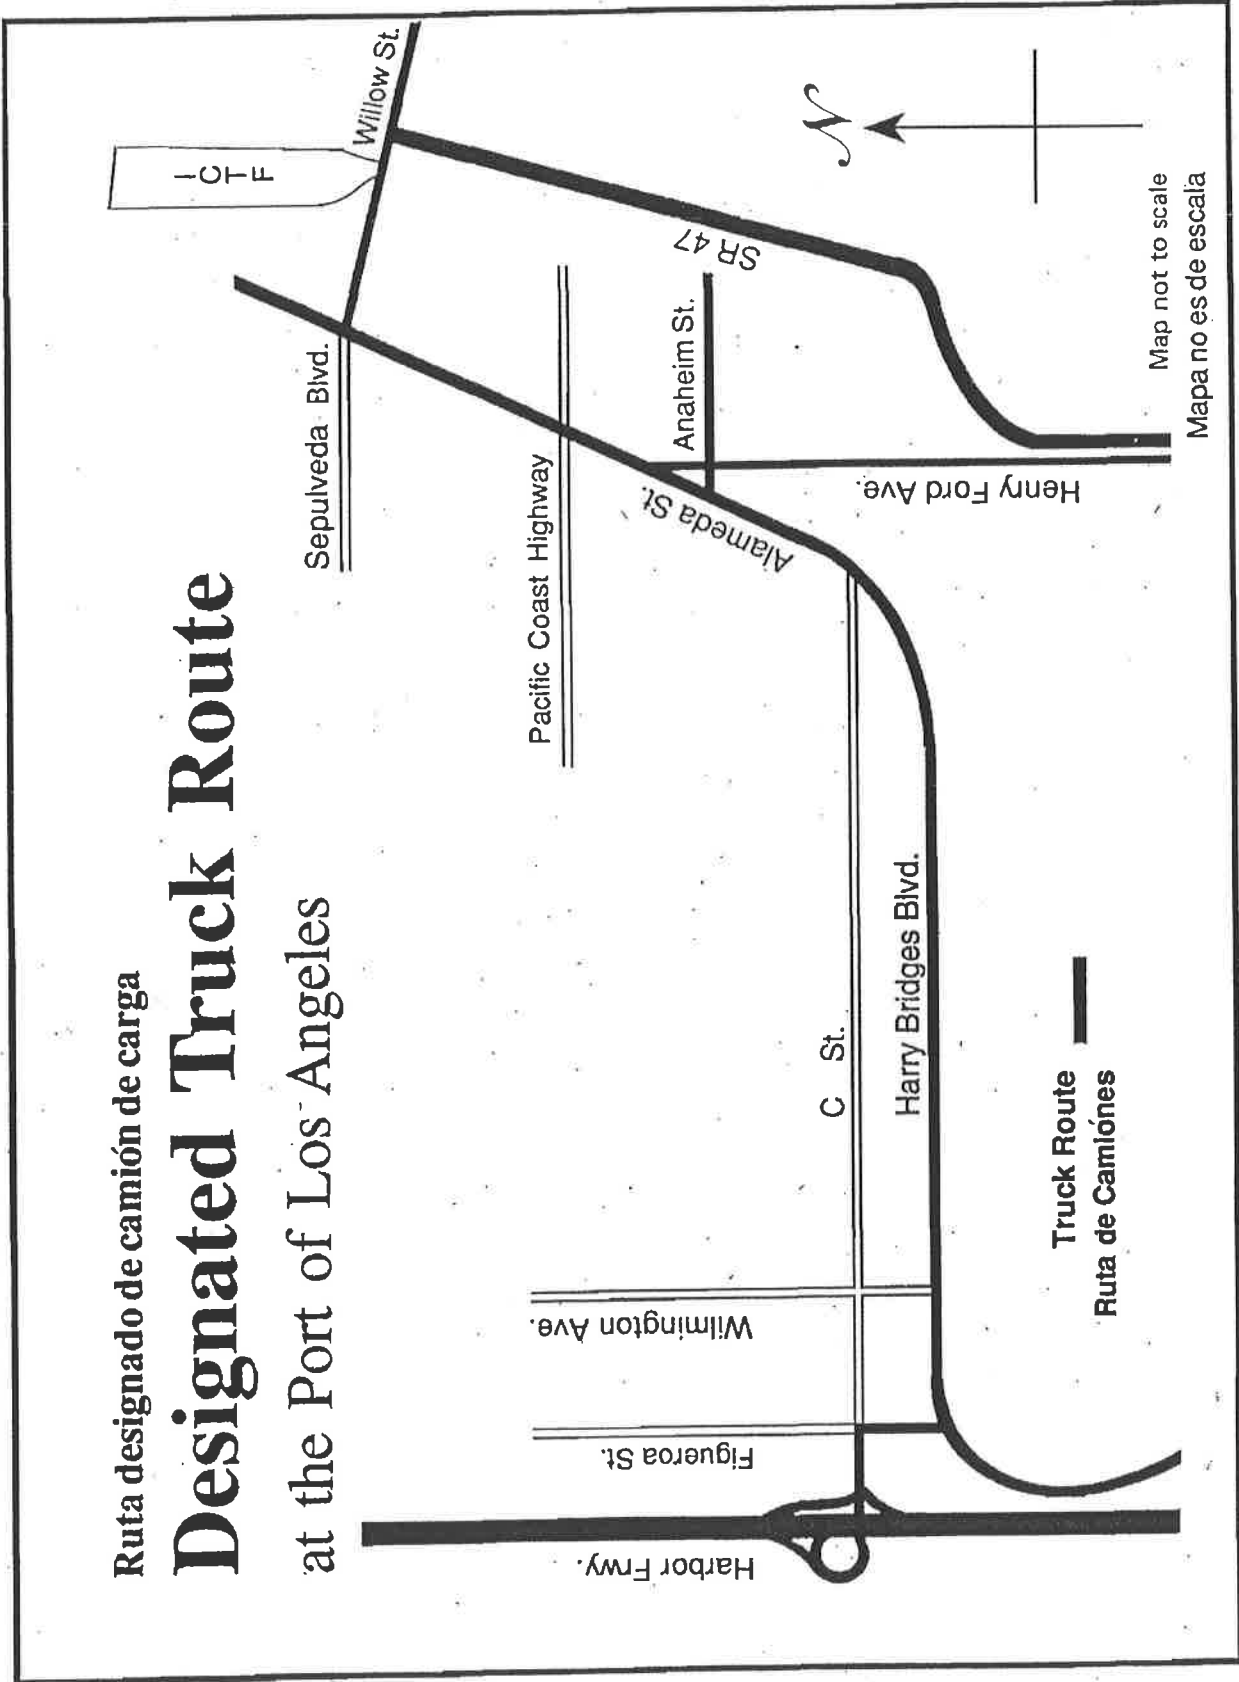 Ruta designado de camión de carga
Designated Truck Route
at the Port of Los Angeles
I
C
T
F
Willow St.
Sepulveda Blvd.
Pacific Coast Highway
SR 47
Anaheim St.
Alameda St.
Henry Ford Ave.
C St.
Harry Bridges Blvd.
Wilmington Ave.
Figueroa St.
Harbor Frwy.
Truck Route
Ruta de Camiónes
N
Map not to scale
Mapa no es de escala